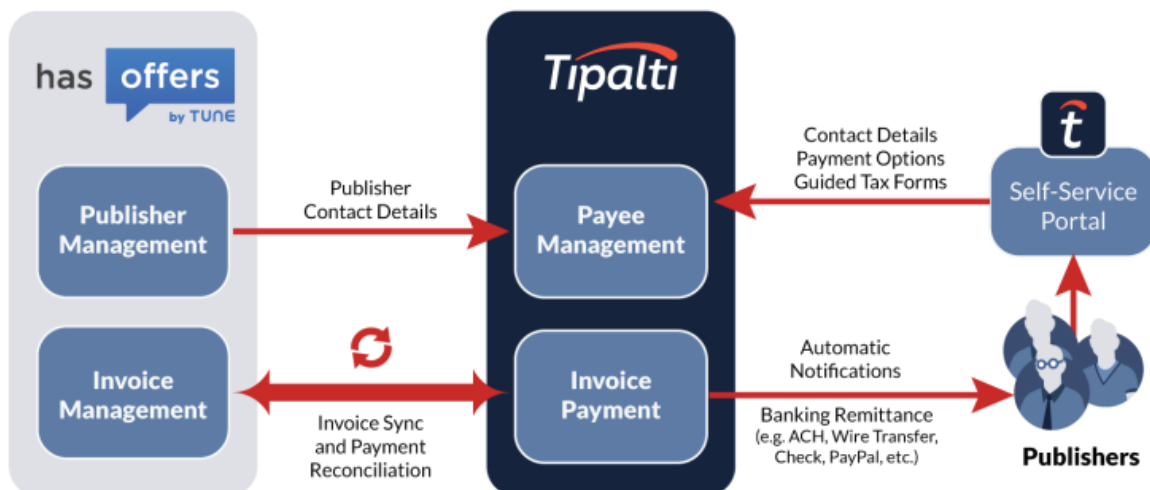 has offers
by TUNE
Tipalti
Publisher
Management
Publisher
Contact Details
Payee
Management
Contact Details
Payment Options
Guided Tax Forms
t
Self-Service
Portal
Invoice
Management
Invoice Sync
and Payment
Reconciliation
Invoice
Payment
Automatic
Notifications
Banking Remittance
(e.g. ACH, Wire Transfer,
Check, PayPal, etc.)
Publishers